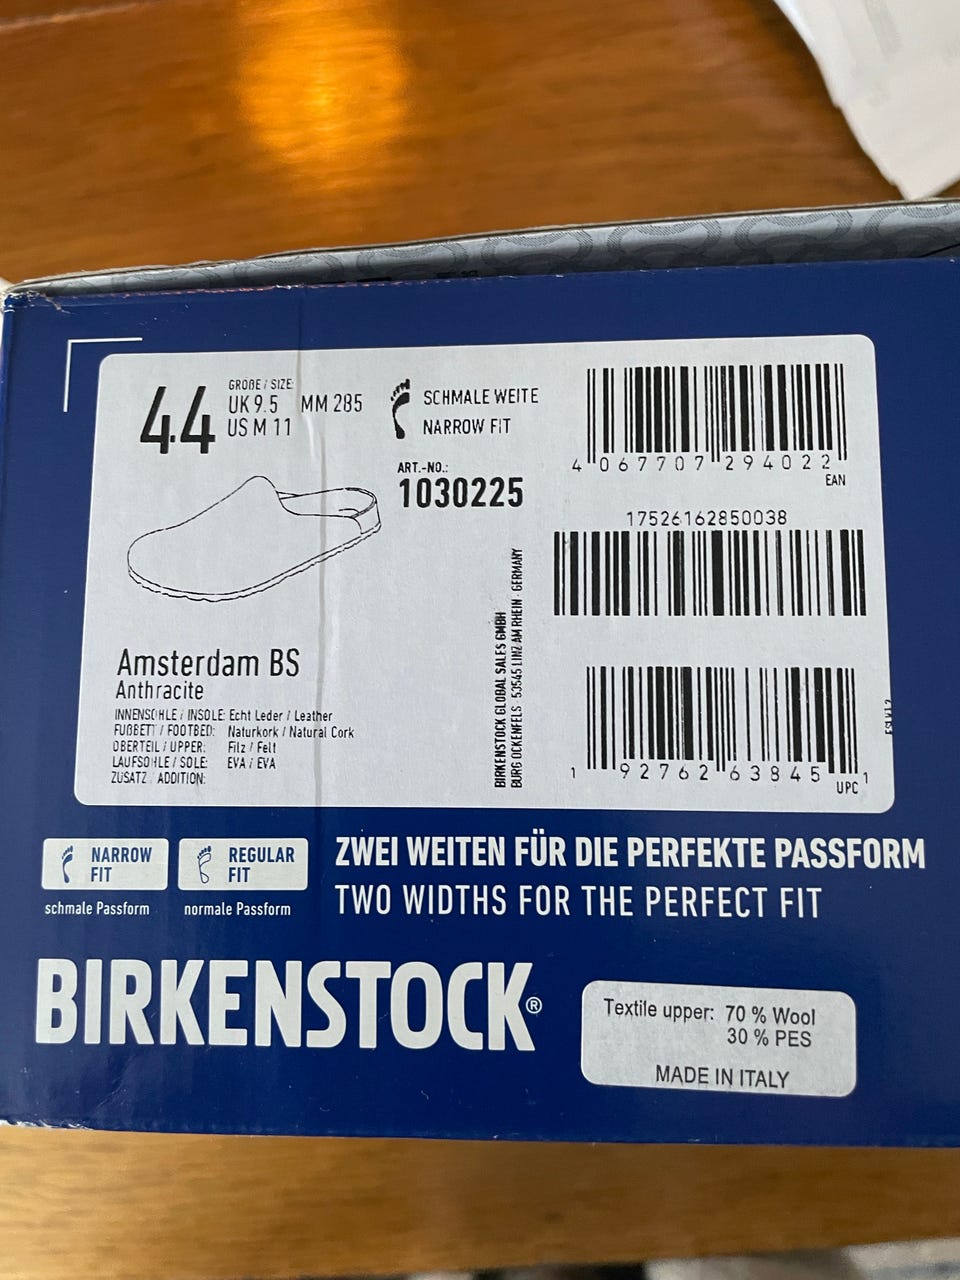 44
GRÖßE / SIZE:
UK 9.5 MM 285
US M 11
SCHMALE WEITE
NARROW FIT
ART.-NO.:
1030225
4 067707 294022
EAN
17526162850038
BIRKENSTOCK GLOBAL SALES GMBH
BURG OCKENFELS · 53545 LINZ AM RHEIN · GERMANY
Amsterdam BS
Anthracite
INNENSOHLE / INSOLE: Echt Leder / Leather
FUßBETT / FOOTBED: Naturkork / Natural Cork
OBERTEIL / UPPER: Filz / Felt
LAUFSOHLE / SOLE: EVA / EVA
ZUSATZ / ADDITION:
1 92762 63845 1
UPC
NARROW
FIT
schmale Passform
REGULAR
FIT
normale Passform
ZWEI WEITEN FÜR DIE PERFEKTE PASSFORM
TWO WIDTHS FOR THE PERFECT FIT
BIRKENSTOCK®
Textile upper: 70 % Wool
30 % PES
MADE IN ITALY